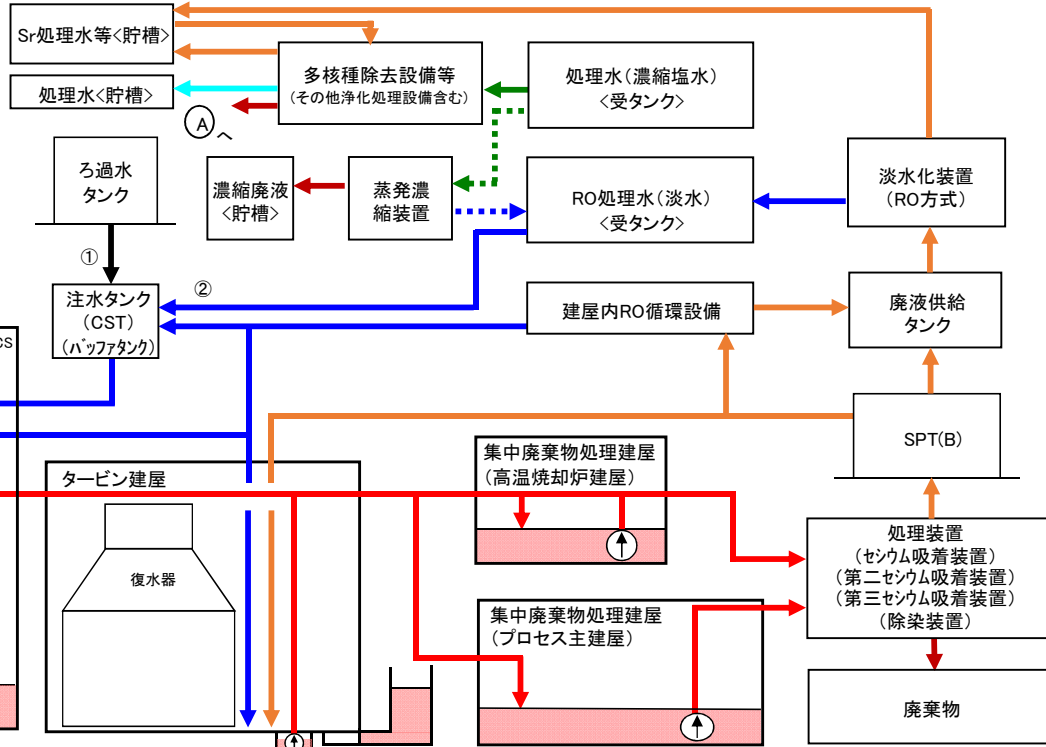 Sr処理水等<貯槽>
処理水<貯槽>
多核種除去設備等
(その他浄化処理設備含む)
A
へ
処理水(濃縮塩水)
<受タンク>
ろ過水
タンク
濃縮廃液
<貯槽>
蒸発濃
縮装置
RO処理水(淡水)
<受タンク>
淡水化装置
(RO方式)
①
②
注水タンク
(CST)
(バッファタンク)
建屋内RO循環設備
廃液供給
タンク
CS
SPT(B)
タービン建屋
復水器
集中廃棄物処理建屋
(高温焼却炉建屋)
集中廃棄物処理建屋
(プロセス主建屋)
処理装置
(セシウム吸着装置)
(第二セシウム吸着装置)
(第三セシウム吸着装置)
(除染装置)
廃棄物